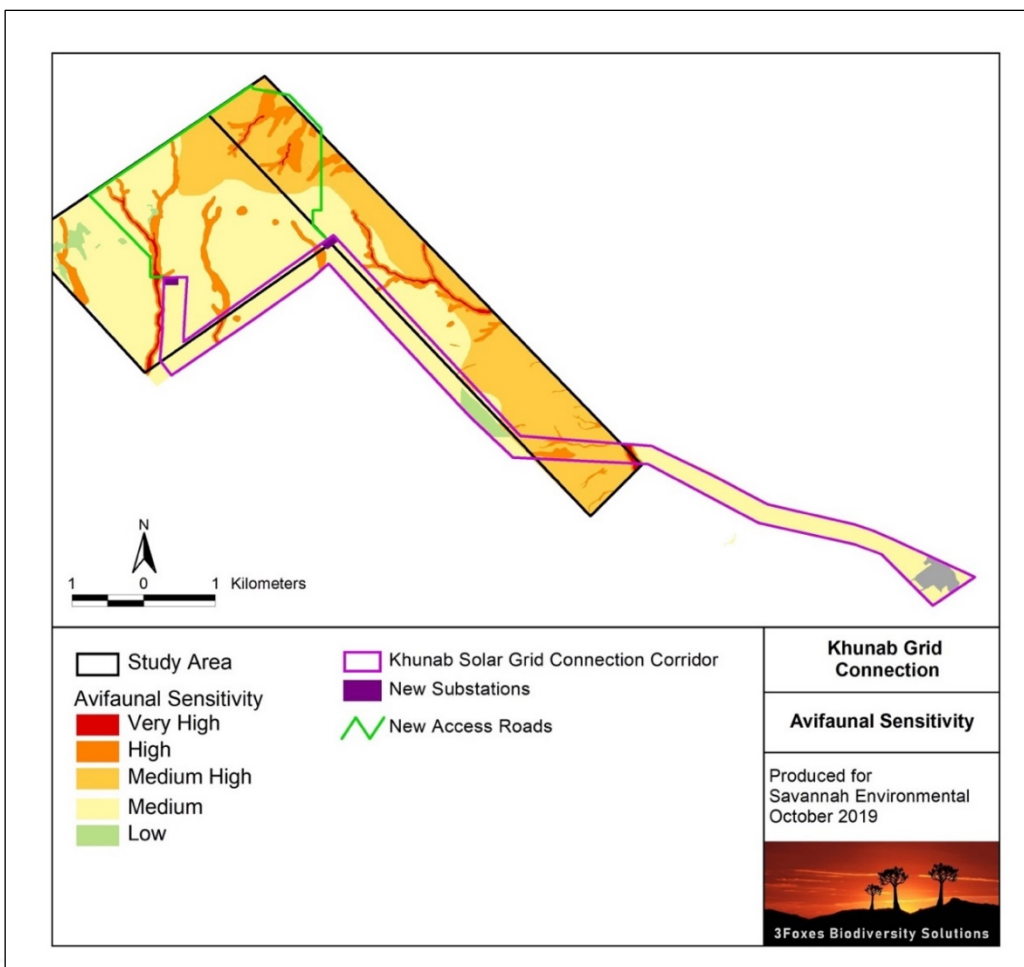 N
1 0 1 Kilometers
Study Area
Avifaunal Sensitivity
Very High
High
Medium High
Medium
Low
Khunab Solar Grid Connection Corridor
New Substations
New Access Roads
Khunab Grid
Connection
Avifaunal Sensitivity
Produced for
Savannah Environmental
October 2019
3Foxes Biodiversity Solutions